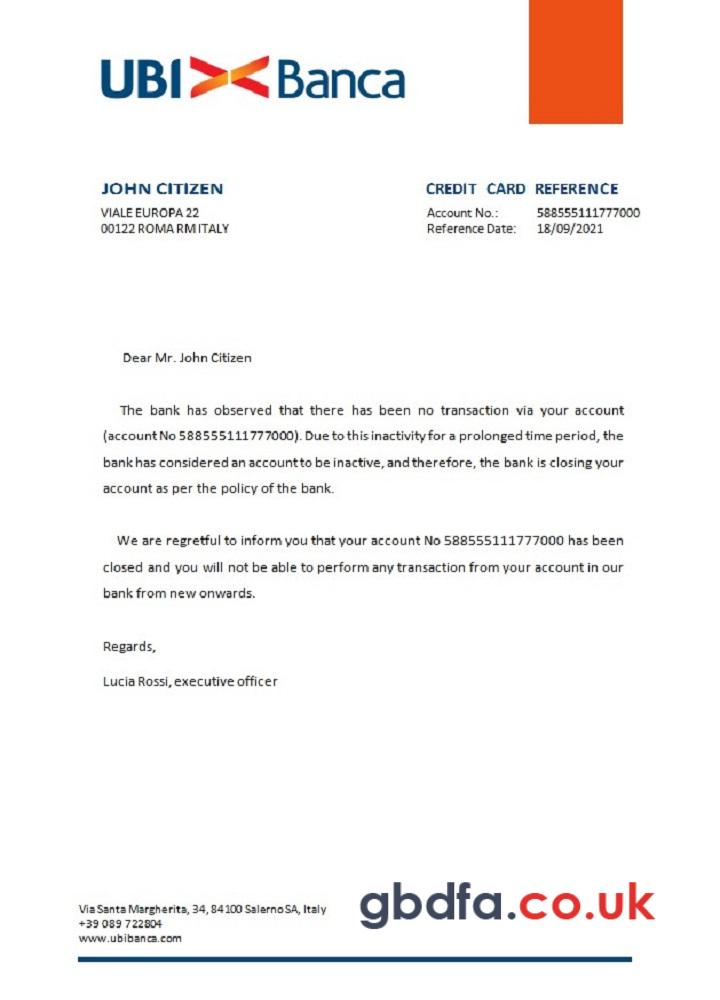 UBI Banca
JOHN CITIZEN
VIALE EUROPA 22
00122 ROMA RM ITALY
CREDIT CARD REFERENCE
Account No.: 588555111777000
Reference Date: 18/09/2021
Dear Mr. John Citizen
The bank has observed that there has been no transaction via your account
(account No 588555111777000). Due to this inactivity for a prolonged time period, the
bank has considered an account to be inactive, and therefore, the bank is closing your
account as per the policy of the bank.
We are regretful to inform you that your account No 588555111777000 has been
closed and you will not be able to perform any transaction from your account in our
bank from new onwards.
Regards,
Lucia Rossi, executive officer
Via Santa Margherita, 34, 84100 Salerno SA, Italy
+39 089 722804
www.ubibanca.com
gbdfa.co.uk